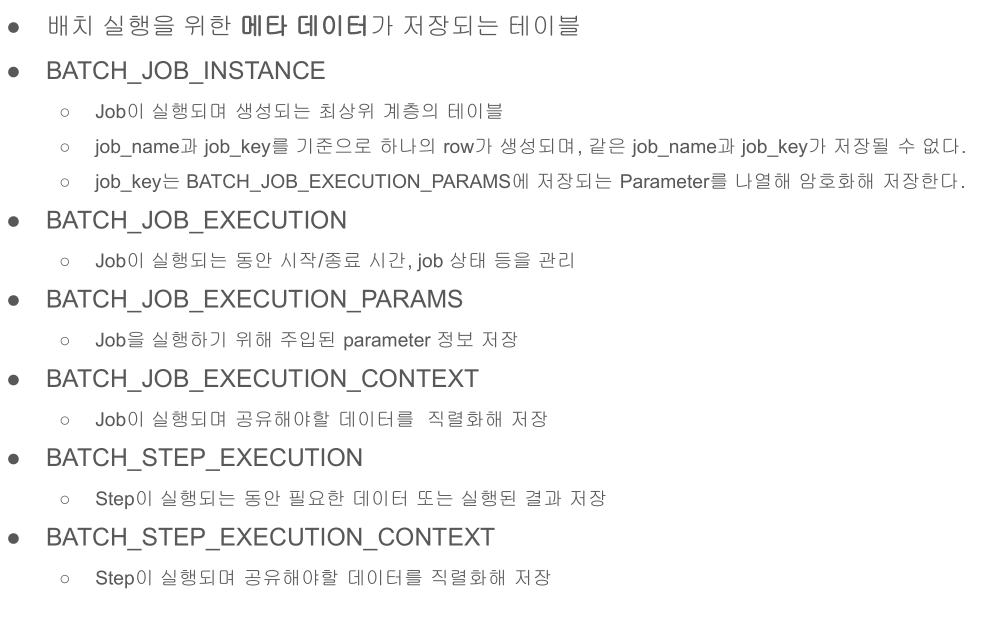 ● 배치 실행을 위한 메타 데이터가 저장되는 테이블
● BATCH_JOB_INSTANCE
○ Job이 실행되며 생성되는 최상위 계층의 테이블
○ job_name과 job_key를 기준으로 하나의 row가 생성되며, 같은 job_name과 job_key가 저장될 수 없다.
○ job_key는 BATCH_JOB_EXECUTION_PARAMS에 저장되는 Parameter를 나열해 암호화해 저장한다.
● BATCH_JOB_EXECUTION
○ Job이 실행되는 동안 시작/종료 시간, job 상태 등을 관리
● BATCH_JOB_EXECUTION_PARAMS
○ Job을 실행하기 위해 주입된 parameter 정보 저장
● BATCH_JOB_EXECUTION_CONTEXT
○ Job이 실행되며 공유해야할 데이터를 직렬화해 저장
● BATCH_STEP_EXECUTION
○ Step이 실행되는 동안 필요한 데이터 또는 실행된 결과 저장
● BATCH_STEP_EXECUTION_CONTEXT
○ Step이 실행되며 공유해야할 데이터를 직렬화해 저장